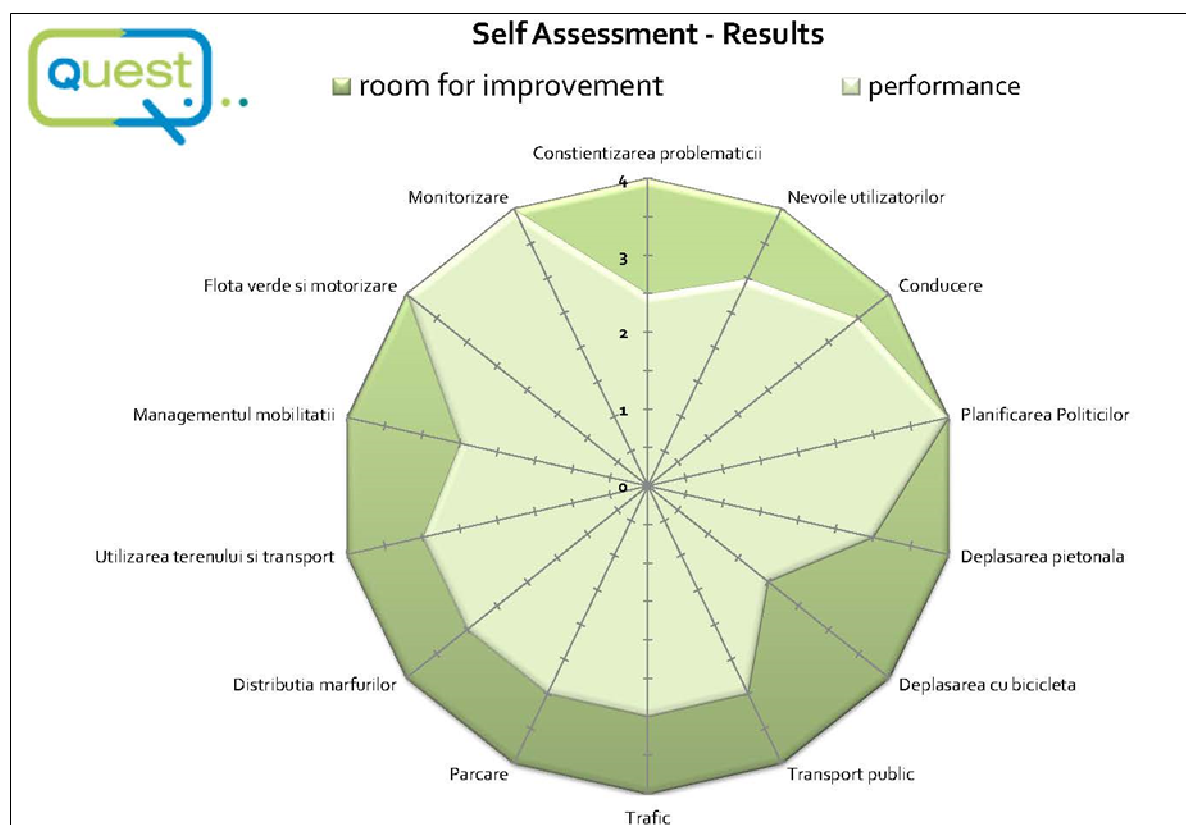 Self Assessment - Results
Quest
room for improvement
performance
Constientizarea problematicii
Monitorizare
Nevoile utilizatorilor
Flota verde si motorizare
Conducere
Managementul mobilitatii
Planificarea Politicilor
Utilizarea terenului si transport
Deplasarea pietonala
Distributia marfurilor
Deplasarea cu bicicleta
Parcare
Transport public
Trafic
4
3
2
1
0